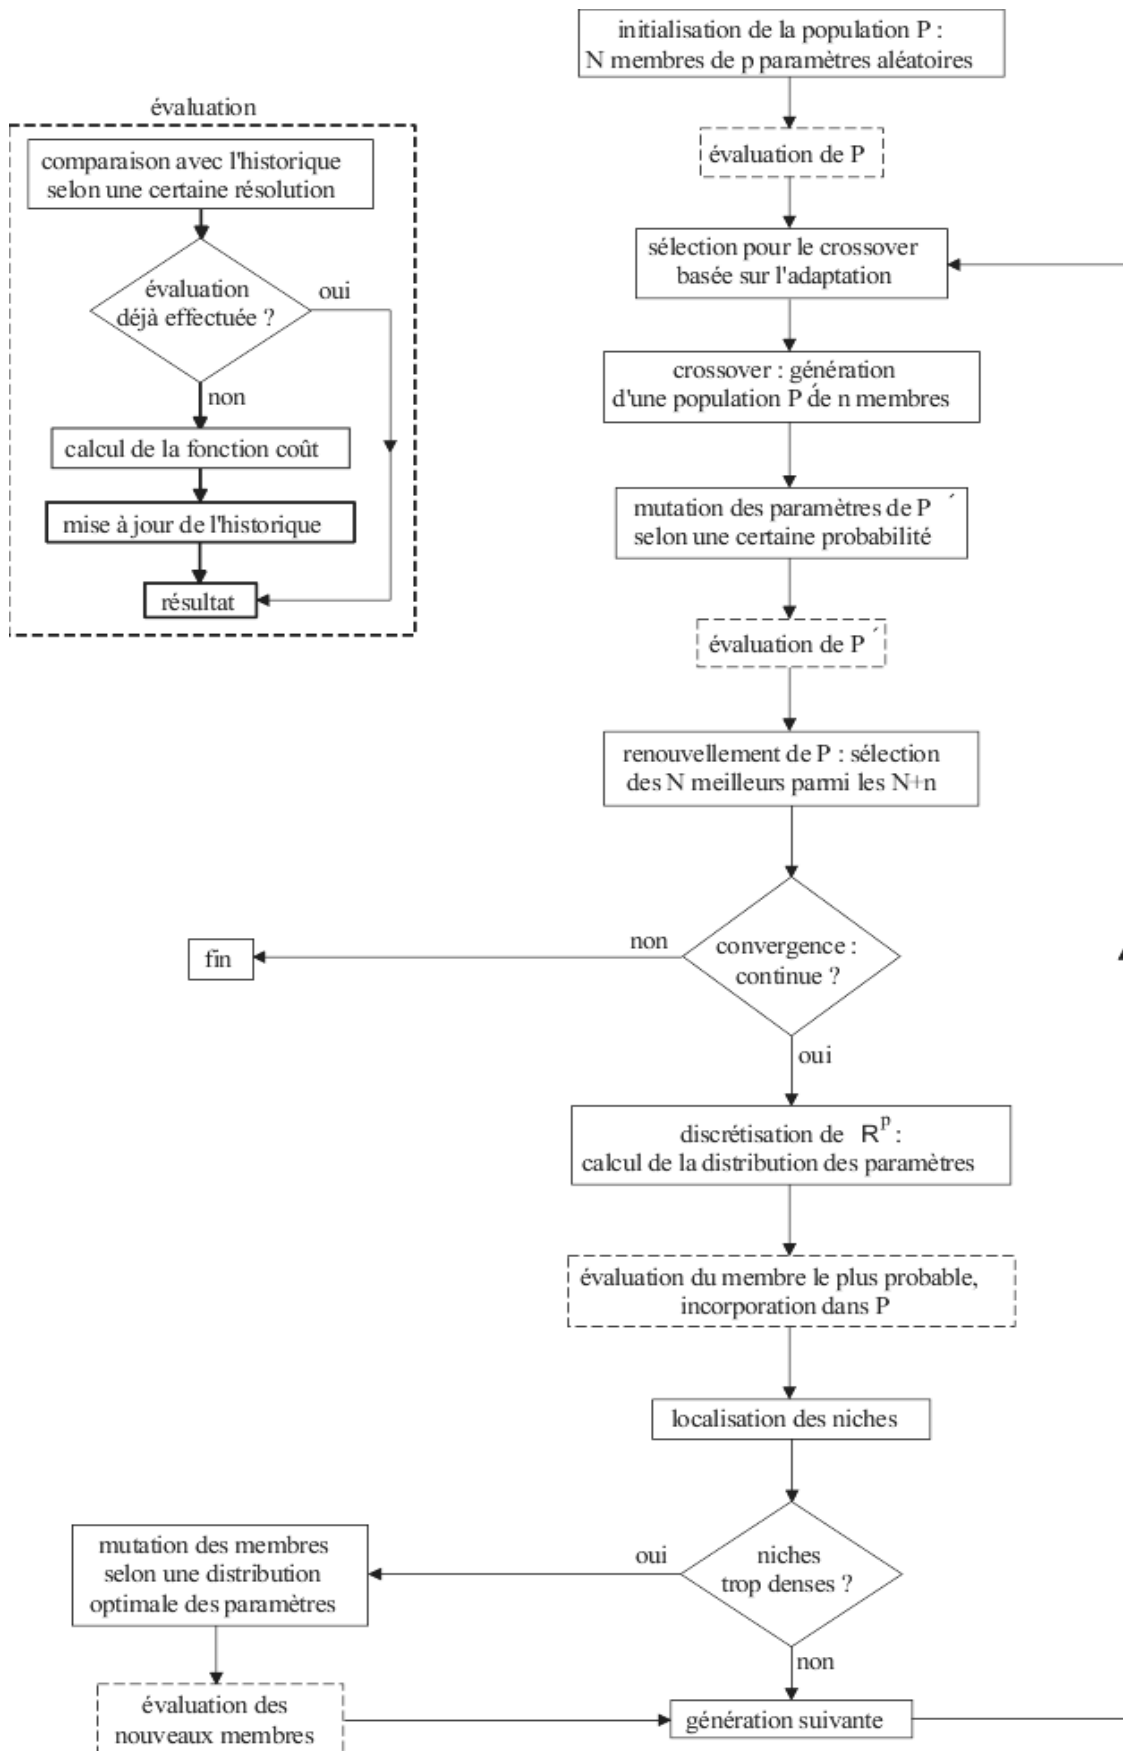 initialisation de la population P :
N membres de p paramètres aléatoires
évaluation de P
sélection pour le crossover
basée sur l'adaptation
crossover : génération
d'une population P ́ de n membres
mutation des paramètres de P ´
selon une certaine probabilité
évaluation de P ´
renouvellement de P : sélection
des N meilleurs parmi les N+n
convergence :
continue ?
non
fin
oui
discrétisation de R^p :
calcul de la distribution des paramètres
évaluation du membre le plus probable,
incorporation dans P
localisation des niches
niches
trop denses ?
oui
mutation des membres
selon une distribution
optimale des paramètres
évaluation des
nouveaux membres
non
génération suivante
évaluation
comparaison avec l'historique
selon une certaine résolution
évaluation
déjà effectuée ?
oui
non
calcul de la fonction coût
mise à jour de l'historique
résultat